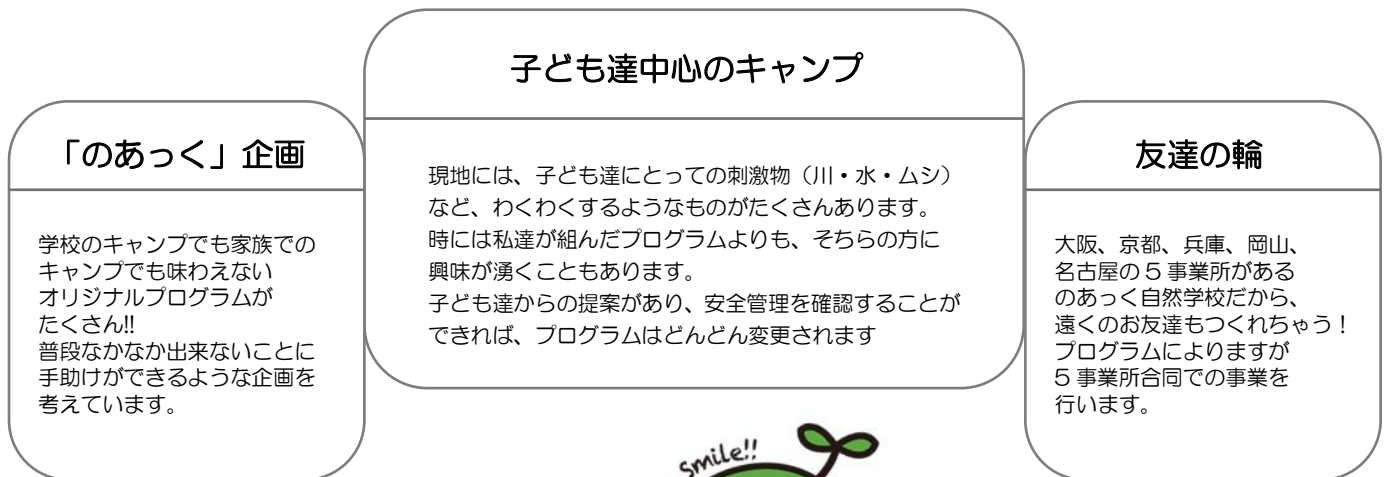 「のあっく」企画
学校のキャンプでも家族での
キャンプでも味わえない
オリジナルプログラムが
たくさん!!
普段なかなか出来ないことに
手助けができるような企画を
考えています。
子ども達中心のキャンプ
現地には、子ども達にとっての刺激物（川・水・ムシ）
など、わくわくするようなものがたくさんあります。
時には私達が組んだプログラムよりも、そちらの方に
興味が湧くこともあります。
子ども達からの提案があり、安全管理を確認することが
できれば、プログラムはどんどん変更されます
友達の輪
大阪、京都、兵庫、岡山、
名古屋の5事業所がある
のあっく自然学校だから、
遠くのお友達もつくれちゃう！
プログラムによりますが
5事業所合同での事業を
行います。
smile!!